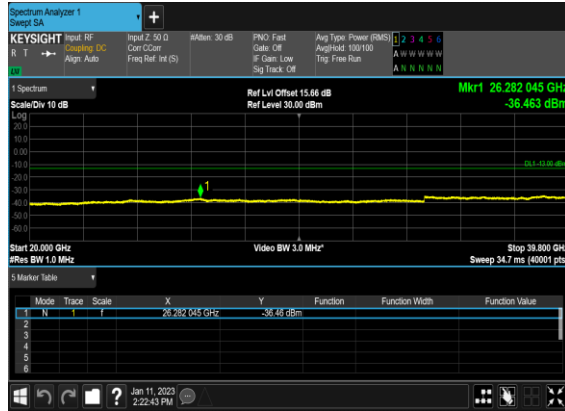 Spectrum Analyzer 1
Swept SA
+
KEYSIGHT Input: RF Input Z: 50 Ω #Atten: 30 dB PNO: Fast Avg Type: Power (RMS) 1 2 3 4 5 6
R T Coupling: DC Corr CCorr Gate: Off Avg|Hold: 100/100 A W W W W W
Align: Auto Freq Ref: Int (S) IF Gain: Low Trig: Free Run
Sig Track: Off A N N N N N
1 Spectrum
Scale/Div 10 dB
Ref Lvl Offset 15.66 dB
Ref Level 30.00 dBm
Mkr1 26.282 045 GHz
-36.463 dBm
Log
20.0
10.0
0.00
-10.0
DL1 -13.00 dBm
-20.0
-30.0
1
-40.0
-50.0
-60.0
Start 20.000 GHz Video BW 3.0 MHz* Stop 39.800 GHz
#Res BW 1.0 MHz Sweep 34.7 ms (40001 pts)
5 Marker Table
Mode Trace Scale X Y Function Function Width Function Value
1 N 1 f 26.282 045 GHz -36.46 dBm
2
3
4
5
6
? Jan 11, 2023
2:22:43 PM